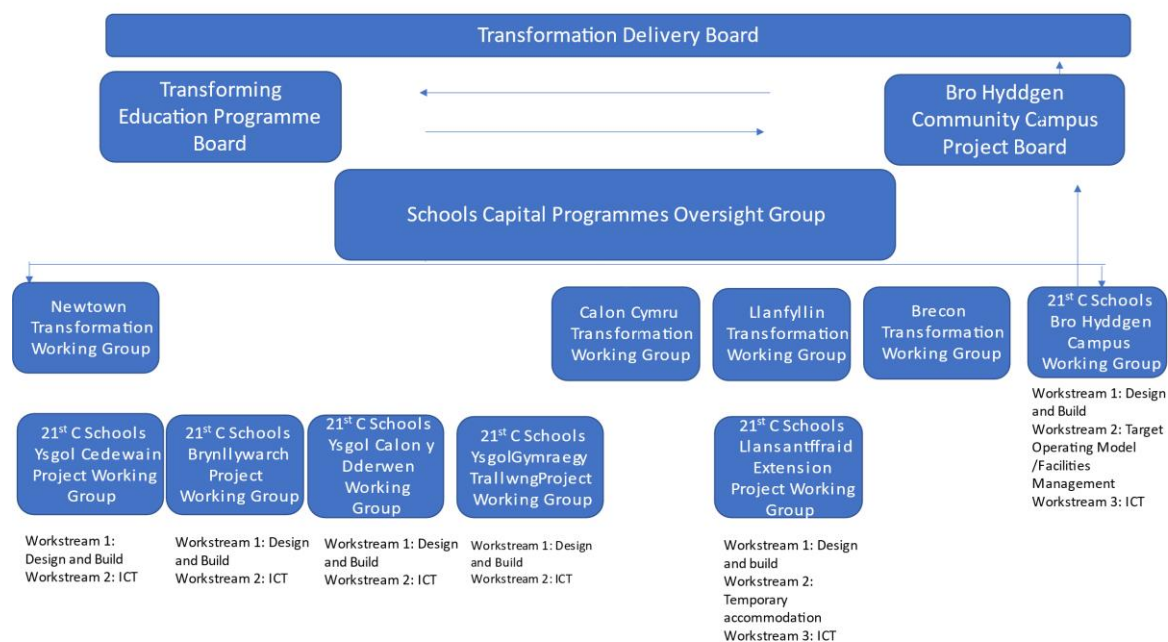 Transformation Delivery Board
Transforming
Education Programme
Board
Bro Hyddgen
Community Campus
Project Board
Schools Capital Programmes Oversight Group
Newtown
Transformation
Working Group
Calon Cymru
Transformation
Working Group
Llanfyllin
Transformation
Working Group
Brecon
Transformation
Working Group
21st C Schools
Bro Hyddgen
Campus
Working Group
Workstream 1: Design
and Build
Workstream 2: Target
Operating Model
/Facilities
Management
Workstream 3: ICT
21st C Schools
Ysgol Cedewain
Project Working
Group
Workstream 1:
Design and Build
Workstream 2: ICT
21st C Schools
Brynllywarch
Project
Working Group
Workstream 1: Design
and Build
Workstream 2: ICT
21st C Schools
Ysgol Calon y
Dderwen
Working
Group
Workstream 1: Design
and Build
Workstream 2: ICT
21st C Schools
YsgolGymraegy
TrallwngProject
Working Group
Workstream 1: Design
and Build
Workstream 2: ICT
21st C Schools
Llansantffraid
Extension
Project Working
Group
Workstream 1: Design
and build
Workstream 2:
Temporary
accommodation
Workstream 3: ICT